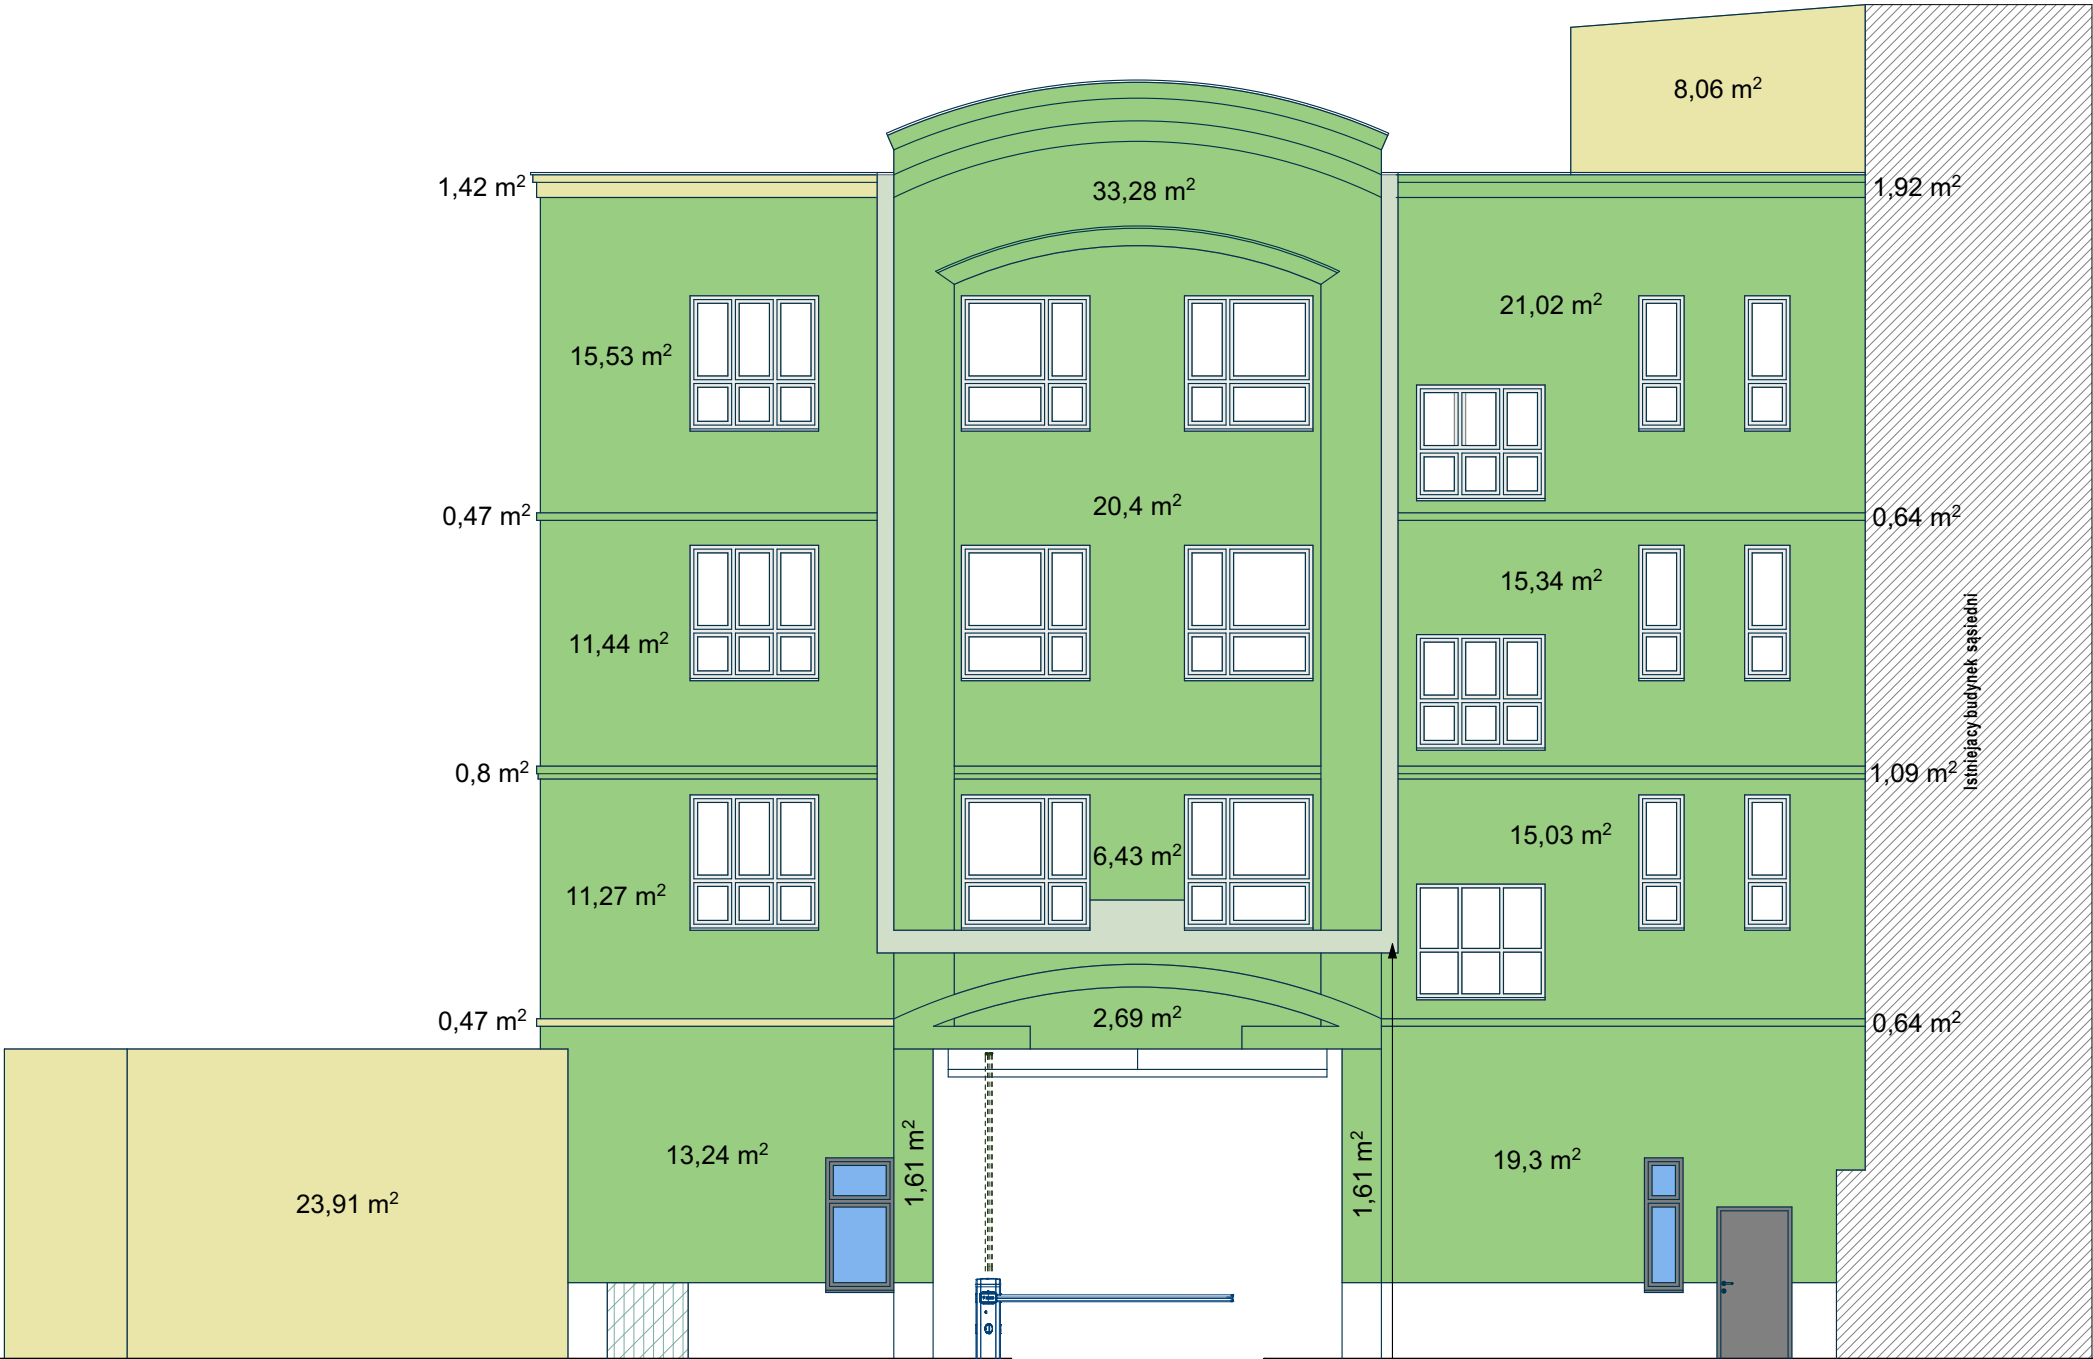 8,06 m²
1,42 m²
33,28 m²
1,92 m²
21,02 m²
15,53 m²
20,4 m²
0,47 m²
0,64 m²
15,34 m²
11,44 m²
Istniejący budynek sąsiedni
0,8 m²
1,09 m²
15,03 m²
6,43 m²
11,27 m²
0,47 m²
2,69 m²
0,64 m²
13,24 m²
1,61 m²
1,61 m²
19,3 m²
23,91 m²